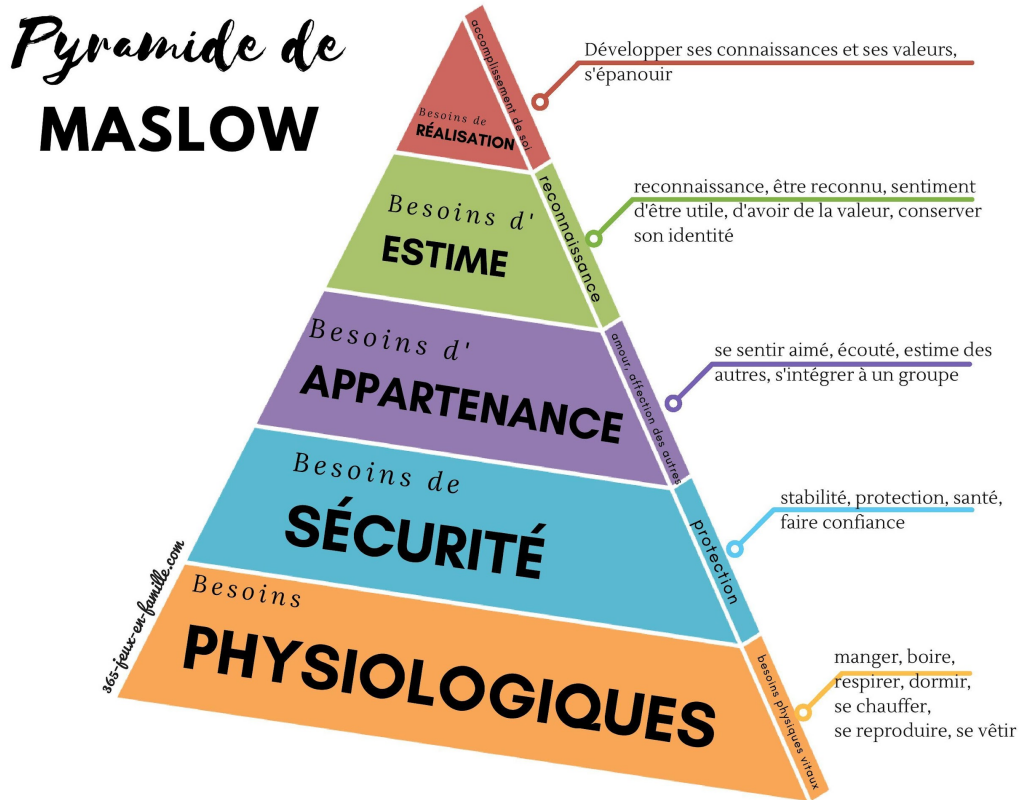 Pyramide de
MASLOW
accomplissement de soi
Besoins de
RÉALISATION
Développer ses connaissances et ses valeurs,
s'épanouir
reconnaissance
Besoins d'
ESTIME
reconnaissance, être reconnu, sentiment
d'être utile, d'avoir de la valeur, conserver
son identité
amour, affection des autres
Besoins d'
APPARTENANCE
se sentir aimé, écouté, estime des
autres, s'intégrer à un groupe
protection
Besoins de
SÉCURITÉ
stabilité, protection, santé,
faire confiance
besoins physiques vitaux
Besoins
PHYSIOLOGIQUES
manger, boire,
respirer, dormir,
se chauffer,
se reproduire, se vêtir
365-jeux-en-famille.com